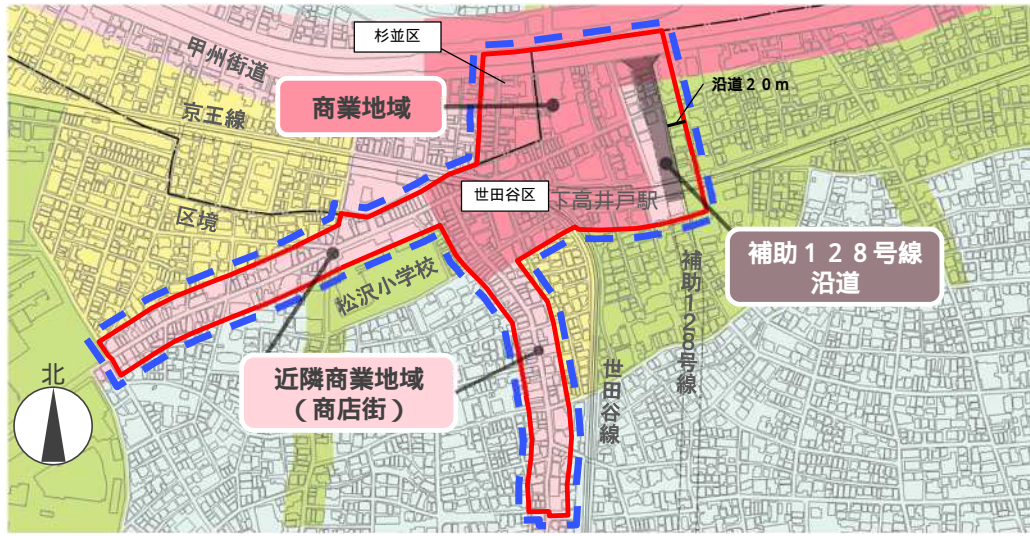 杉並区
甲州街道
商業地域
沿道20m
京王線
世田谷区
下高井戸駅
区境
補助128号線
沿道
松沢小学校
補助128号線
近隣商業地域
(商店街)
世田谷線
北